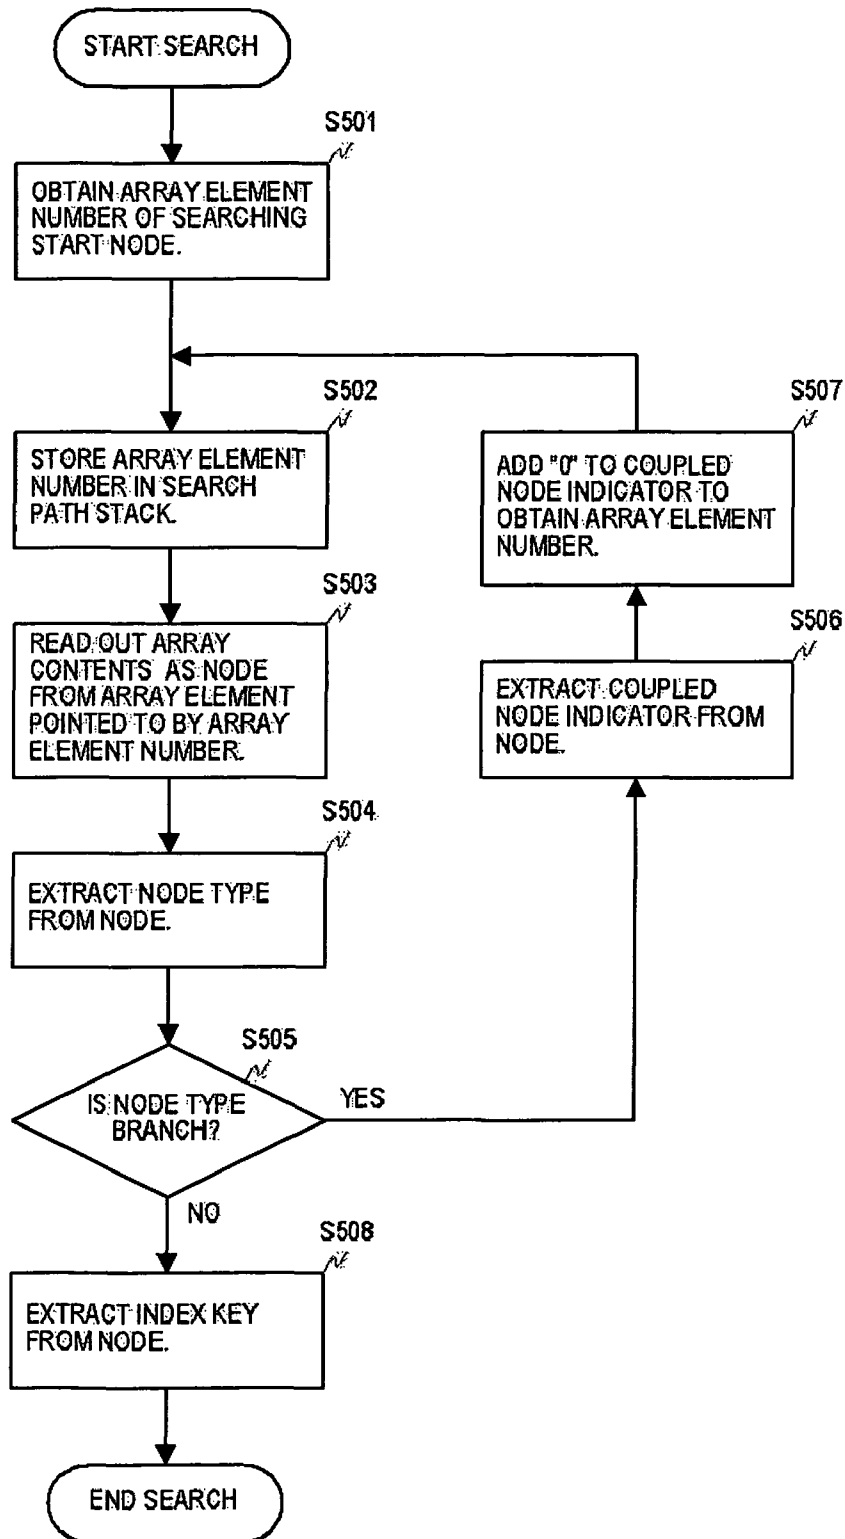 START SEARCH
S501
OBTAIN ARRAY ELEMENT
NUMBER OF SEARCHING
START NODE.
S502
STORE ARRAY ELEMENT
NUMBER IN SEARCH
PATH STACK.
S503
READ OUT ARRAY
CONTENTS AS NODE
FROM ARRAY ELEMENT
POINTED TO BY ARRAY
ELEMENT NUMBER.
S504
EXTRACT NODE TYPE
FROM NODE.
S505
IS NODE TYPE
BRANCH?
YES
NO
S506
EXTRACT COUPLED
NODE INDICATOR FROM
NODE.
S507
ADD "0" TO COUPLED
NODE INDICATOR TO
OBTAIN ARRAY ELEMENT
NUMBER.
S508
EXTRACT INDEX KEY
FROM NODE.
END SEARCH